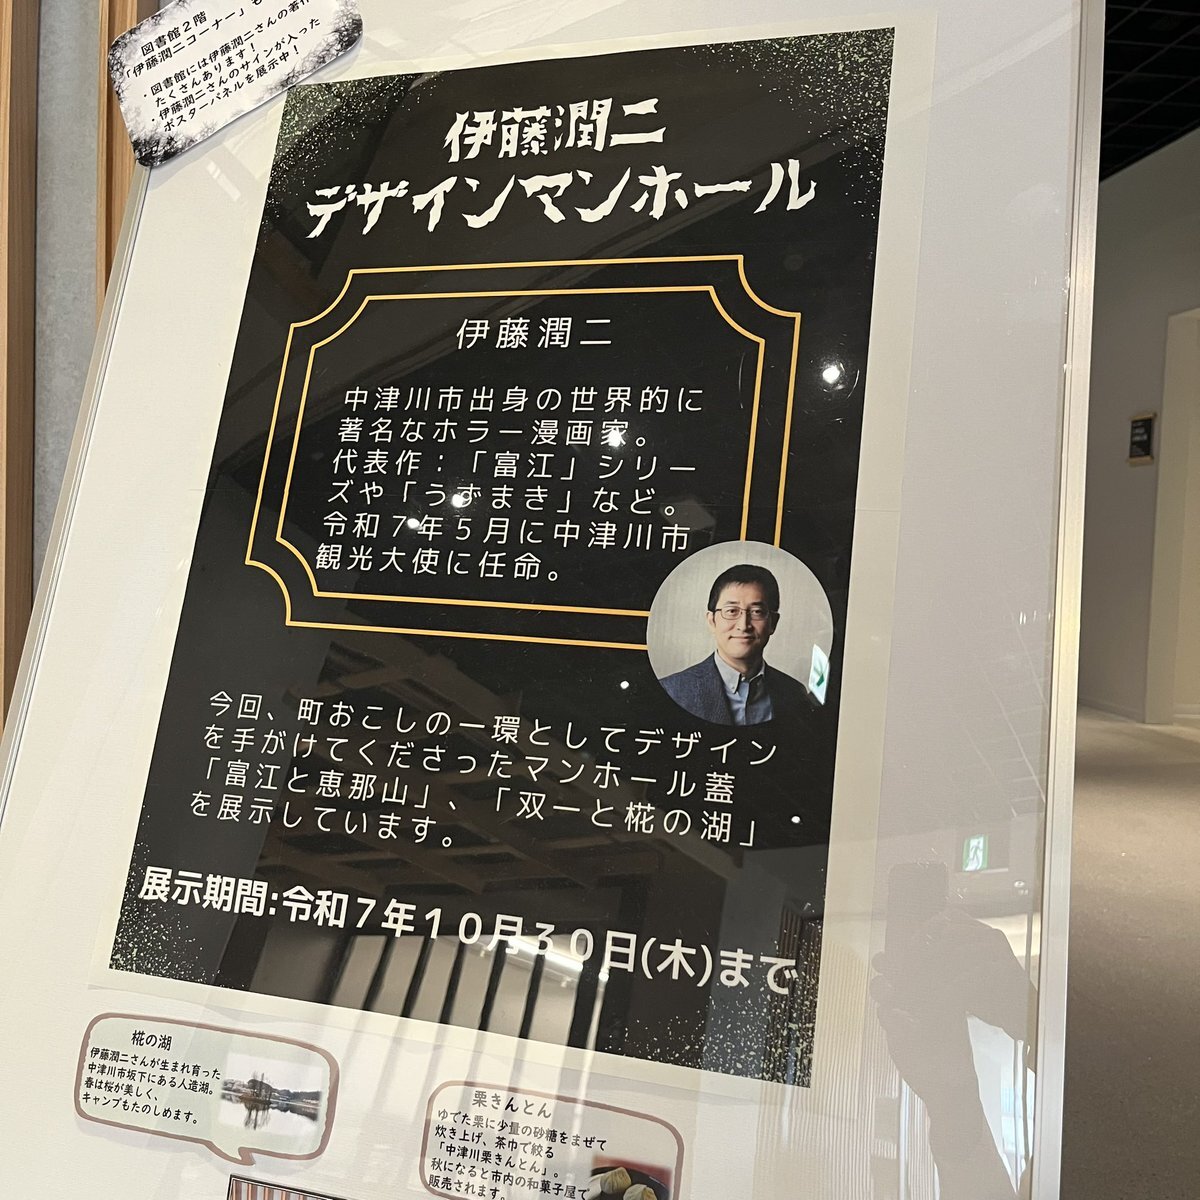 図書館2階
「伊藤潤二コーナー」も
・図書館には伊藤潤二さんの著作
たくさんあります！
・伊藤潤二さんのサインが入った
ポスターパネルを展示中！
伊藤潤二
デザインマンホール
伊藤潤二
中津川市出身の世界的に
著名なホラー漫画家。
代表作：「富江」シリー
ズや「うずまき」など。
令和７年５月に中津川市
観光大使に任命。
今回、町おこしの一環としてデザイン
を手がけてくださったマンホール蓋
「富江と恵那山」、「双一と椛の湖」
を展示しています。
展示期間:令和７年１０月３０日(木)まで
椛の湖
伊藤潤二さんが生まれ育った
中津川市坂下にある人造湖。
春は桜が美しく、
キャンプもたのしめます。
栗きんとん
ゆでた栗に少量の砂糖をまぜて
炊き上げ、茶巾で絞る
「中津川栗きんとん」。
秋になると市内の和菓子屋で
販売されます。